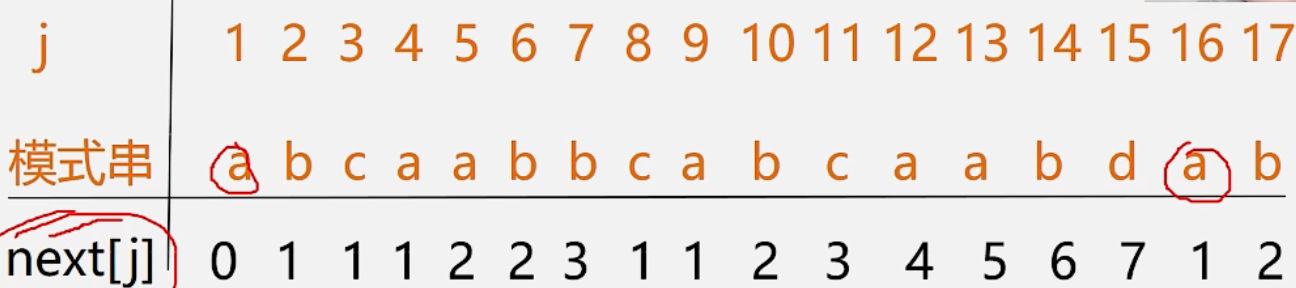 j 1 2 3 4 5 6 7 8 9 10 11 12 13 14 15 16 17
模式串 a b c a a b b c a b c a a b d a b
next[j] 0 1 1 1 2 2 3 1 1 2 3 4 5 6 7 1 2